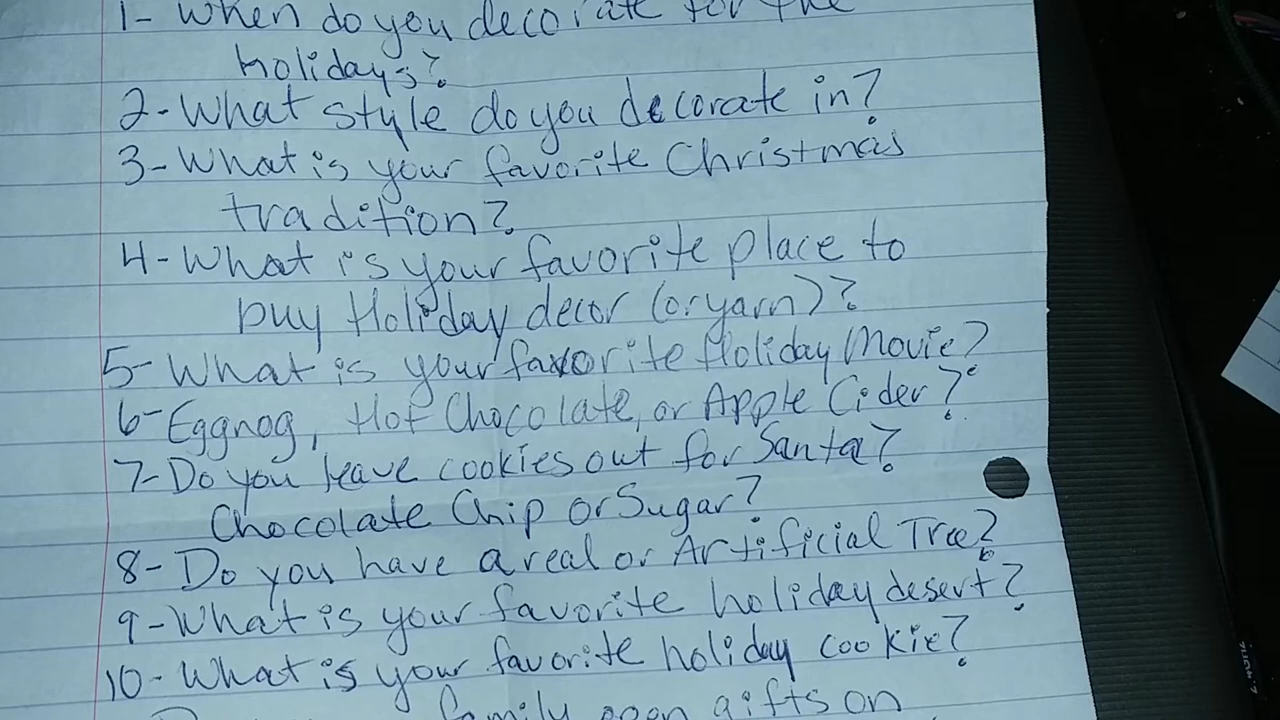 1- When do you decorate for the
holidays?
2- What style do you decorate in?
3- What is your favorite Christmas
tradition?
4- What is your favorite place to
buy Holiday decor (or yarn)?
5- What is your favorite Holiday Movie?
6- Eggnog, Hot Chocolate, or Apple Cider?
7- Do you leave cookies out for Santa?
Chocolate Chip or Sugar?
8- Do you have a real or Artificial Tree?
9- What is your favorite holiday desert?
10- What is your favorite holiday cookie?
family open gifts on